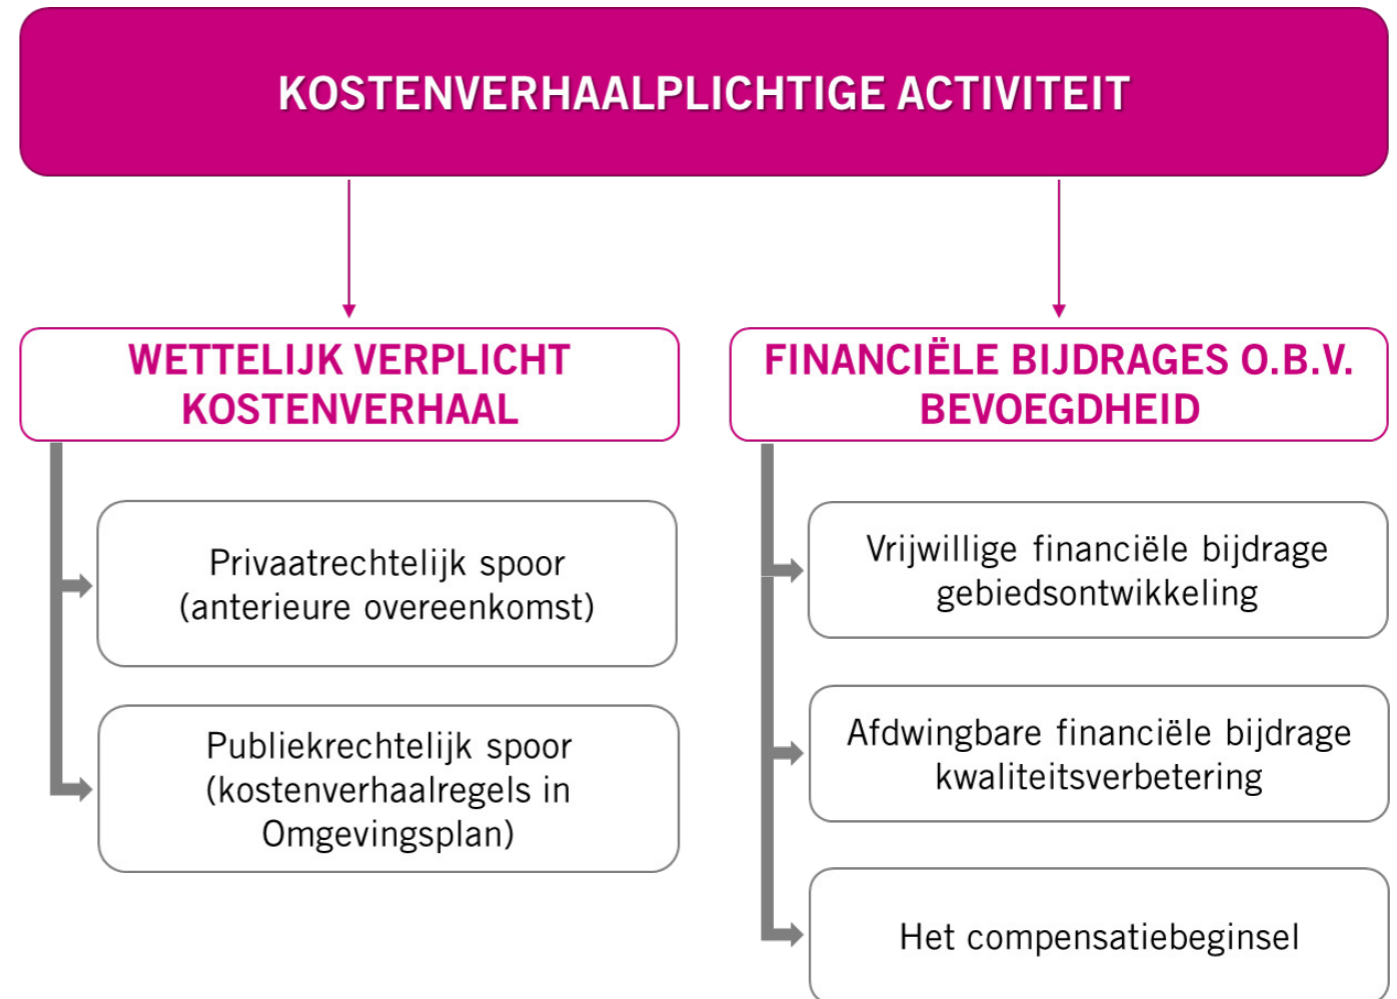 KOSTENVERHAALPLICHTIGE ACTIVITEIT
WETTELIJK VERPLICHT
KOSTENVERHAAL
Privaatrechtelijk spoor
(anterieure overeenkomst)
Publiekrechtelijk spoor
(kostenverhaalregels in
Omgevingsplan)
FINANCIËLE BIJDRAGES O.B.V.
BEVOEGDHEID
Vrijwillige financiële bijdrage
gebiedsontwikkeling
Afdwingbare financiële bijdrage
kwaliteitsverbetering
Het compensatiebeginsel